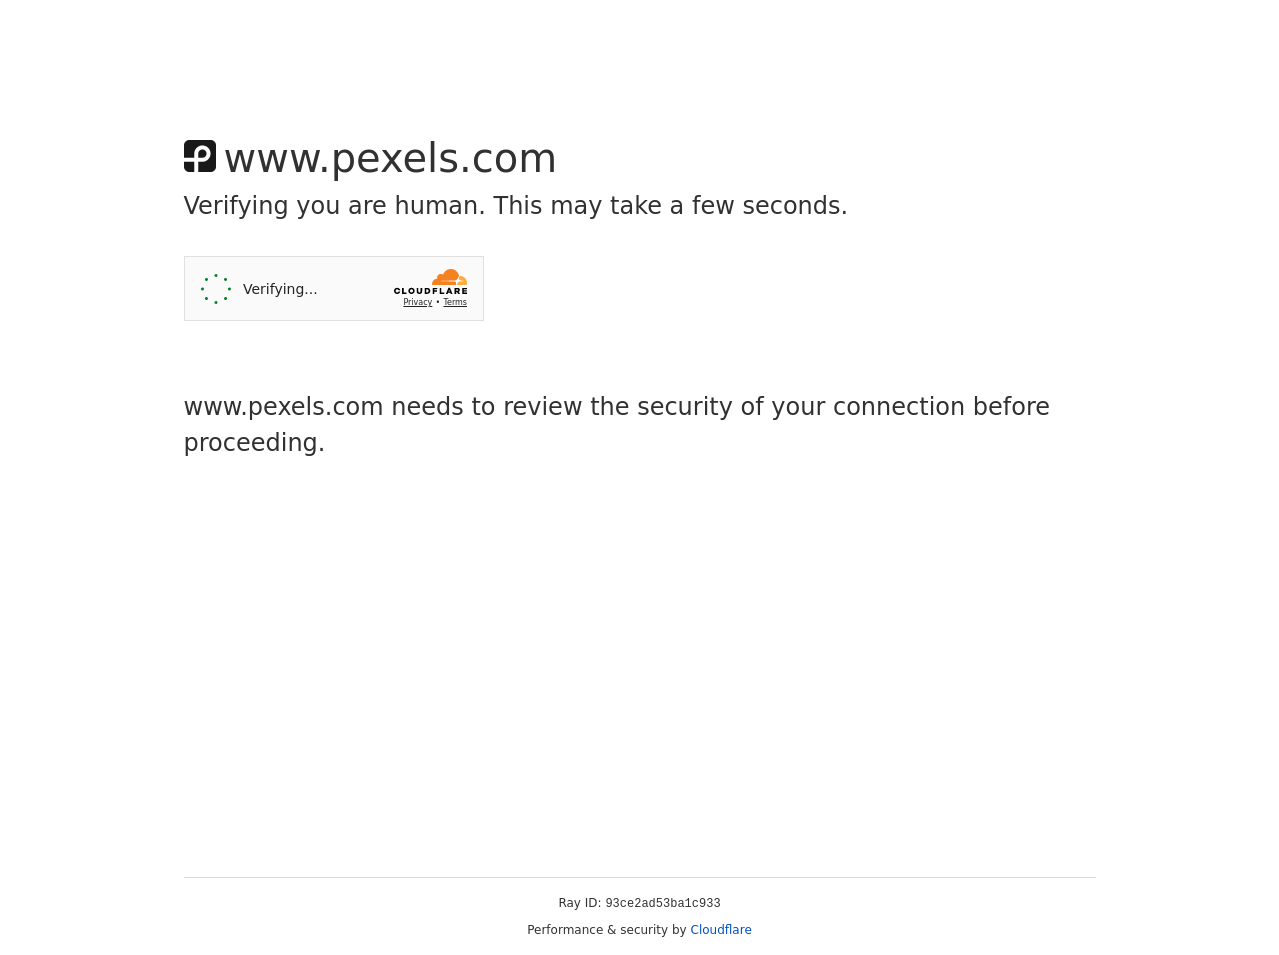 www.pexels.com
Verifying you are human. This may take a few seconds.
Verifying...
CLOUDFLARE
Privacy • Terms
www.pexels.com needs to review the security of your connection before
proceeding.
Ray ID: 93ce2ad53ba1c933
Performance & security by Cloudflare